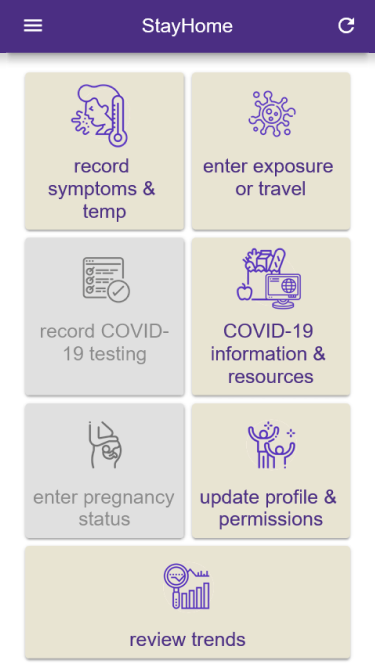 StayHome
record
symptoms &
temp
enter exposure
or travel
record COVID-
19 testing
COVID-19
information &
resources
enter pregnancy
status
update profile &
permissions
review trends